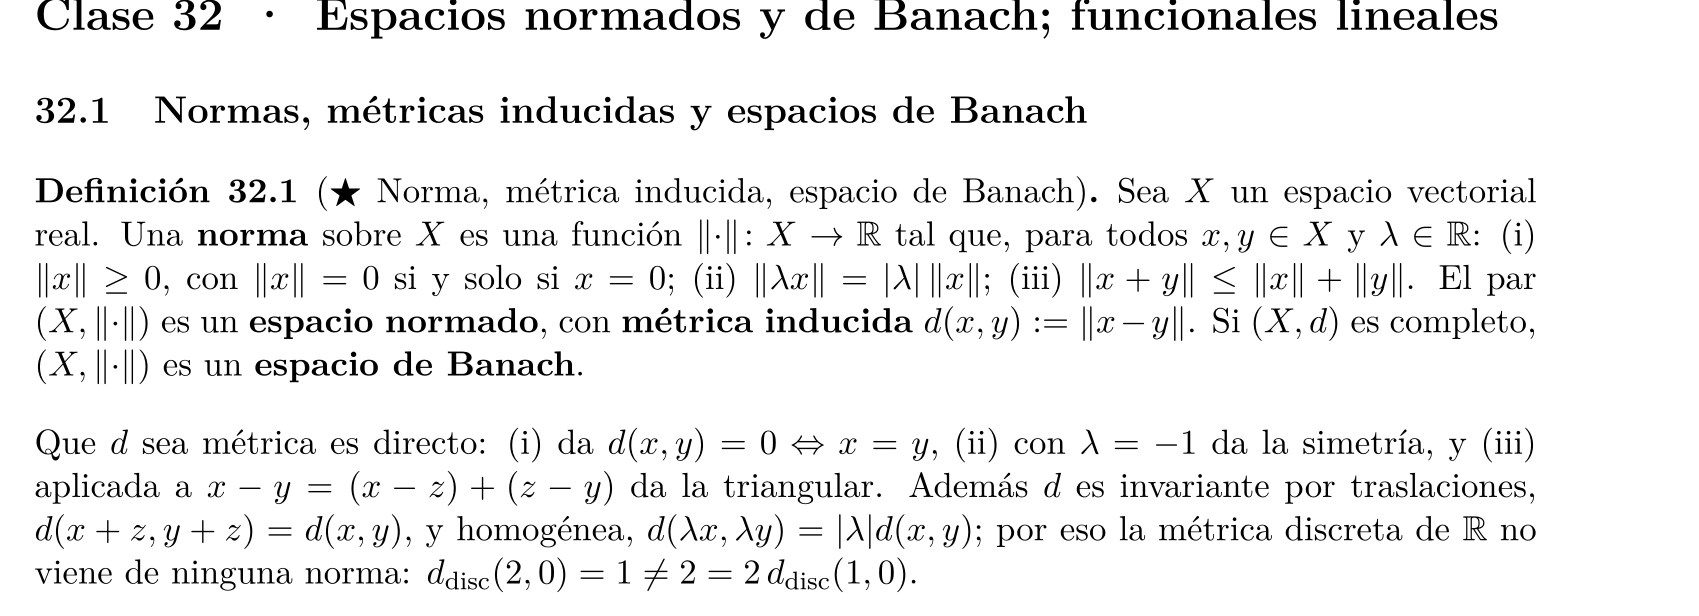 Clase 32 · Espacios normados y de Banach; funcionales lineales
32.1 Normas, métricas inducidas y espacios de Banach
Definición 32.1 (★ Norma, métrica inducida, espacio de Banach). Sea X un espacio vectorial
real. Una norma sobre X es una función ‖·‖: X → ℝ tal que, para todos x, y ∈ X y λ ∈ ℝ: (i)
‖x‖ ≥ 0, con ‖x‖ = 0 si y solo si x = 0; (ii) ‖λx‖ = |λ| ‖x‖; (iii) ‖x + y‖ ≤ ‖x‖ + ‖y‖. El par
(X, ‖·‖) es un espacio normado, con métrica inducida d(x, y) := ‖x − y‖. Si (X, d) es completo,
(X, ‖·‖) es un espacio de Banach.
Que d sea métrica es directo: (i) da d(x, y) = 0 ⇔ x = y, (ii) con λ = −1 da la simetría, y (iii)
aplicada a x − y = (x − z) + (z − y) da la triangular. Además d es invariante por traslaciones,
d(x + z, y + z) = d(x, y), y homogénea, d(λx, λy) = |λ|d(x, y); por eso la métrica discreta de ℝ no
viene de ninguna norma: d_disc(2, 0) = 1 ≠ 2 = 2 d_disc(1, 0).